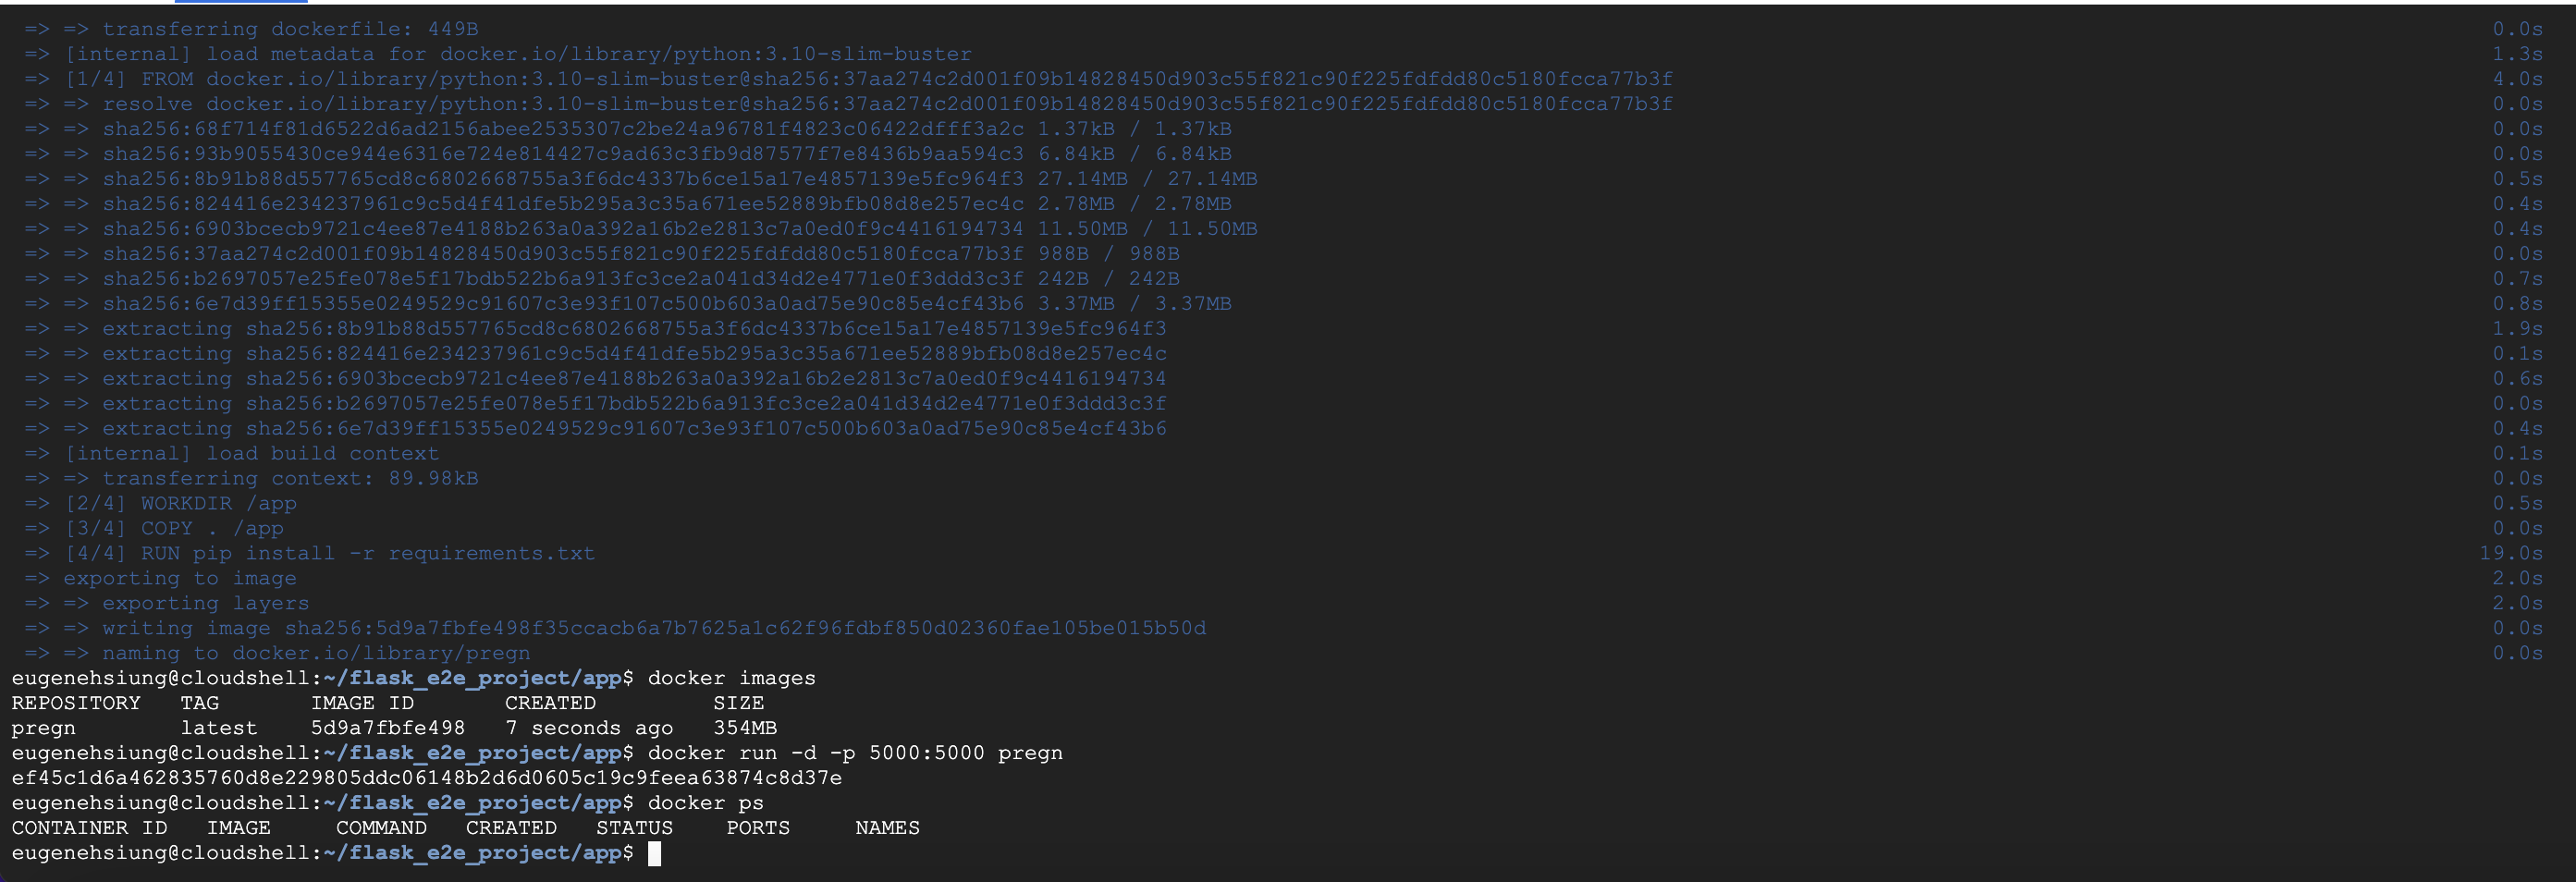 => => transferring dockerfile: 449B 0.0s
=> [internal] load metadata for docker.io/library/python:3.10-slim-buster 1.3s
=> [1/4] FROM docker.io/library/python:3.10-slim-buster@sha256:37aa274c2d001f09b14828450d903c55f821c90f225fdfdd80c5180fcca77b3f 4.0s
=> => resolve docker.io/library/python:3.10-slim-buster@sha256:37aa274c2d001f09b14828450d903c55f821c90f225fdfdd80c5180fcca77b3f 0.0s
=> => sha256:68f714f81d6522d6ad2156abee2535307c2be24a96781f4823c06422dfff3a2c 1.37kB / 1.37kB 0.0s
=> => sha256:93b9055430ce944e6316e724e814427c9ad63c3fb9d87577f7e8436b9aa594c3 6.84kB / 6.84kB 0.0s
=> => sha256:8b91b88d557765cd8c6802668755a3f6dc4337b6ce15a17e4857139e5fc964f3 27.14MB / 27.14MB 0.5s
=> => sha256:824416e234237961c9c5d4f41dfe5b295a3c35a671ee52889bfb08d8e257ec4c 2.78MB / 2.78MB 0.4s
=> => sha256:6903bcecb9721c4ee87e4188b263a0a392a16b2e2813c7a0ed0f9c4416194734 11.50MB / 11.50MB 0.4s
=> => sha256:37aa274c2d001f09b14828450d903c55f821c90f225fdfdd80c5180fcca77b3f 988B / 988B 0.0s
=> => sha256:b2697057e25fe078e5f17bdb522b6a913fc3ce2a041d34d2e4771e0f3ddd3c3f 242B / 242B 0.7s
=> => sha256:6e7d39ff15355e0249529c91607c3e93f107c500b603a0ad75e90c85e4cf43b6 3.37MB / 3.37MB 0.8s
=> => extracting sha256:8b91b88d557765cd8c6802668755a3f6dc4337b6ce15a17e4857139e5fc964f3 1.9s
=> => extracting sha256:824416e234237961c9c5d4f41dfe5b295a3c35a671ee52889bfb08d8e257ec4c 0.1s
=> => extracting sha256:6903bcecb9721c4ee87e4188b263a0a392a16b2e2813c7a0ed0f9c4416194734 0.6s
=> => extracting sha256:b2697057e25fe078e5f17bdb522b6a913fc3ce2a041d34d2e4771e0f3ddd3c3f 0.0s
=> => extracting sha256:6e7d39ff15355e0249529c91607c3e93f107c500b603a0ad75e90c85e4cf43b6 0.4s
=> [internal] load build context 0.1s
=> => transferring context: 89.98kB 0.0s
=> [2/4] WORKDIR /app 0.5s
=> [3/4] COPY . /app 0.0s
=> [4/4] RUN pip install -r requirements.txt 19.0s
=> exporting to image 2.0s
=> => exporting layers 2.0s
=> => writing image sha256:5d9a7fbfe498f35ccacb6a7b7625a1c62f96fdbf850d02360fae105be015b50d 0.0s
=> => naming to docker.io/library/pregn 0.0s
eugenehsiung@cloudshell:~/flask_e2e_project/app$ docker images
REPOSITORY TAG IMAGE ID CREATED SIZE
pregn latest 5d9a7fbfe498 7 seconds ago 354MB
eugenehsiung@cloudshell:~/flask_e2e_project/app$ docker run -d -p 5000:5000 pregn
ef45c1d6a462835760d8e229805ddc06148b2d6d0605c19c9feea63874c8d37e
eugenehsiung@cloudshell:~/flask_e2e_project/app$ docker ps
CONTAINER ID IMAGE COMMAND CREATED STATUS PORTS NAMES
eugenehsiung@cloudshell:~/flask_e2e_project/app$